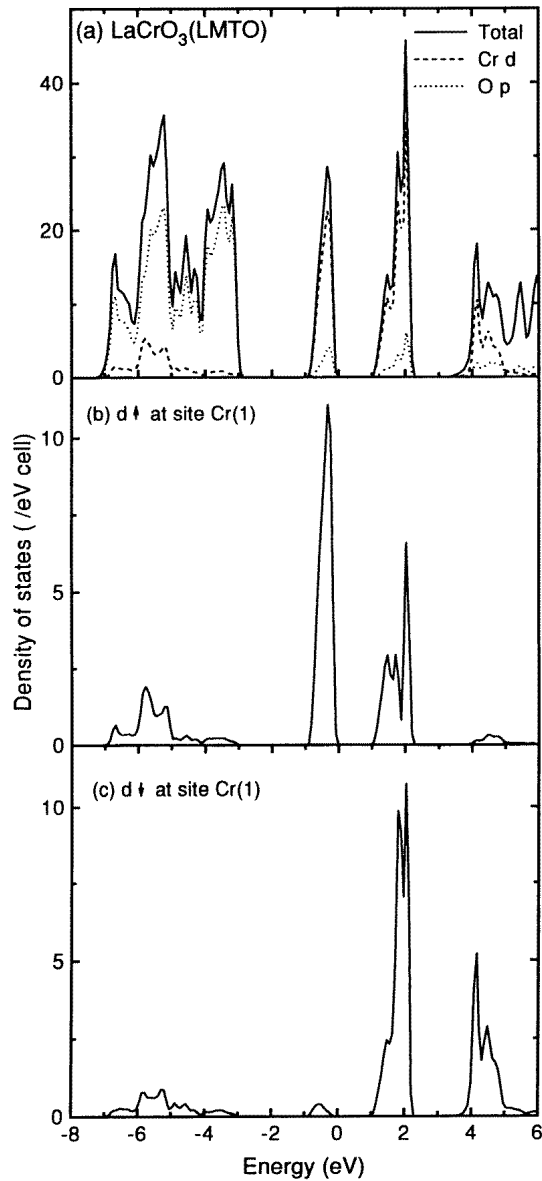 (a) LaCrO₃(LMTO)
Total
Cr d
O p
40
20
0
(b) d↑ at site Cr(1)
10
5
0
(c) d↓ at site Cr(1)
10
5
0
-8 -6 -4 -2 0 2 4 6
Density of states ( /eV cell)
Energy (eV)